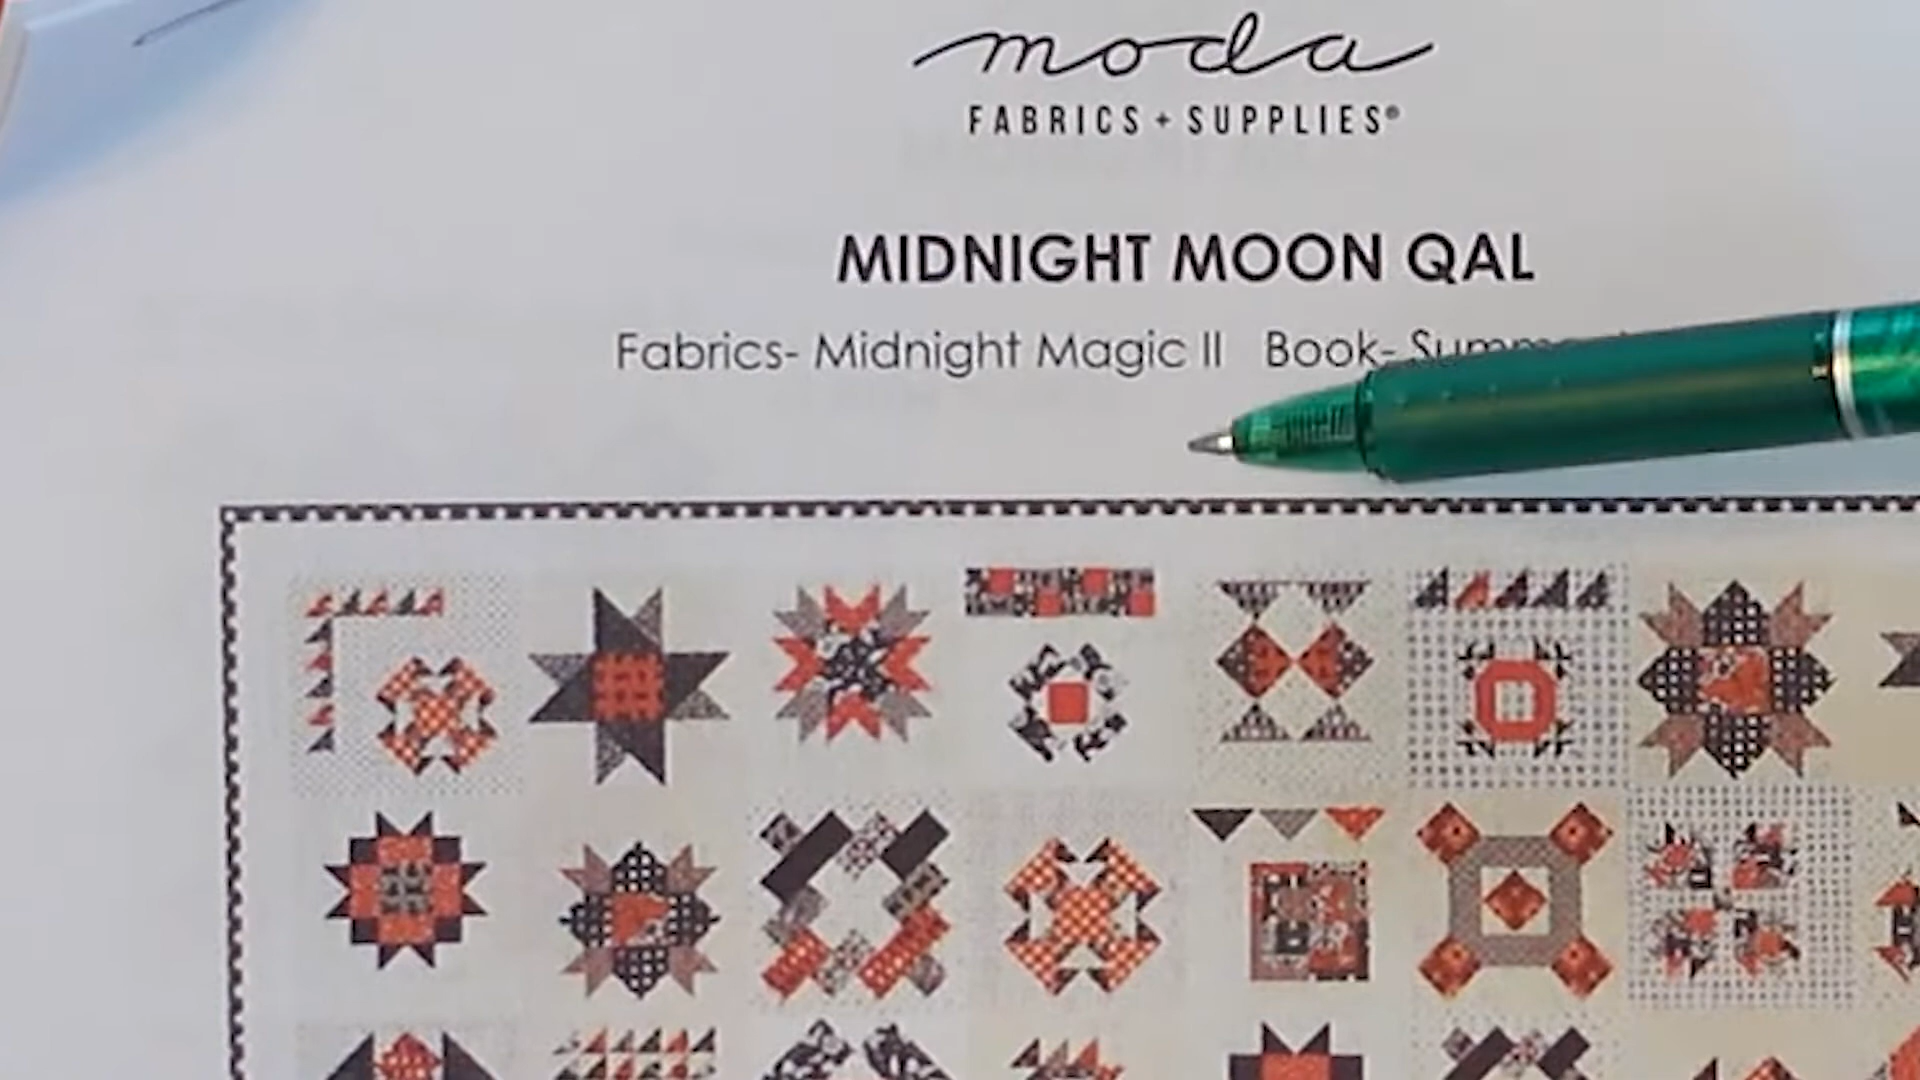 moda
FABRICS + SUPPLIES®
MIDNIGHT MOON QAL
Fabrics- Midnight Magic II Book-